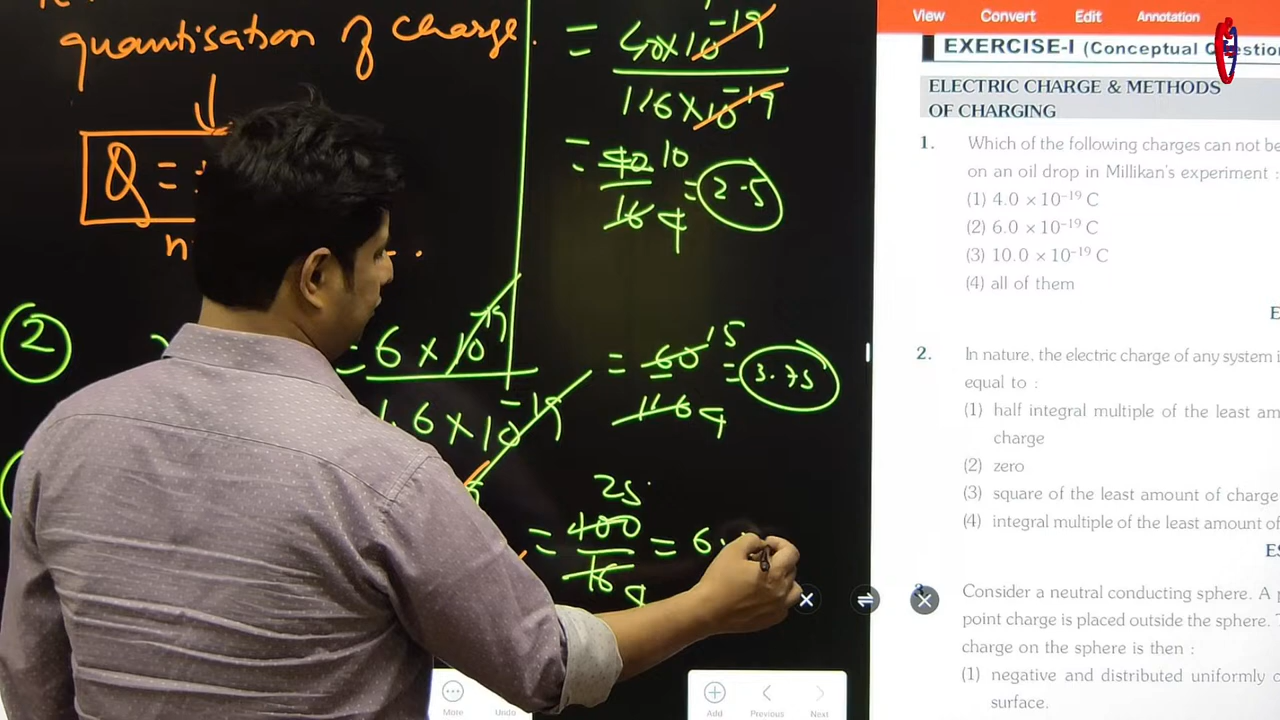 quantisation of charge.
Q =
n
. .
= 40 × 10⁻¹⁹
1.6 × 10⁻¹⁹
= 40 10
16 4
= 2.5
2
= 6 × 10⁻¹⁹
1.6 × 10⁻¹⁹
= 60 15
16 4
= 3.75
25
= 400
16 4
= 6.
More
Undo
Add
Previous
Next
View Convert Edit Annotation
EXERCISE-I (Conceptual Questio
ELECTRIC CHARGE & METHODS
OF CHARGING
1. Which of the following charges can not be
on an oil drop in Millikan's experiment :
(1) 4.0 × 10⁻¹⁹ C
(2) 6.0 × 10⁻¹⁹ C
(3) 10.0 × 10⁻¹⁹ C
(4) all of them
E
2. In nature, the electric charge of any system i
equal to :
(1) half integral multiple of the least am
charge
(2) zero
(3) square of the least amount of charge
(4) integral multiple of the least amount of
ES
3 Consider a neutral conducting sphere. A
point charge is placed outside the sphere.
charge on the sphere is then :
(1) negative and distributed uniformly o
surface.